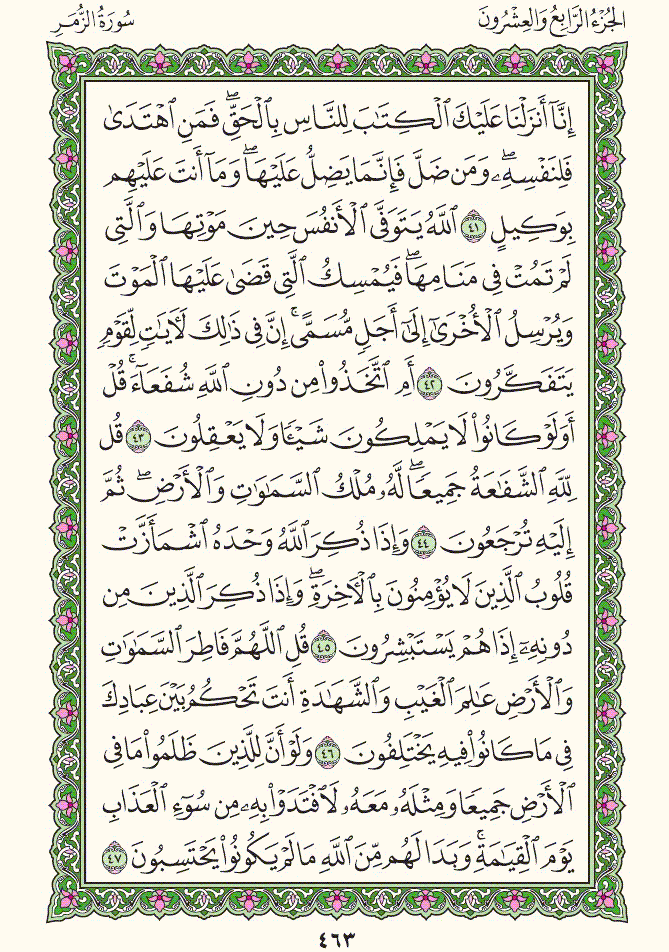 الجزء الرابع والعشرون
سورة الزمر
إِنَّآ أَنزَلْنَا عَلَيْكَ ٱلْكِتَٰبَ لِلنَّاسِ بِٱلْحَقِّۖ فَمَنِ ٱهْتَدَىٰ
فَلِنَفْسِهِۦۖ وَمَن ضَلَّ فَإِنَّمَا يَضِلُّ عَلَيْهَاۖ وَمَآ أَنتَ عَلَيْهِم
بِوَكِيلٍ ٤١ ٱللَّهُ يَتَوَفَّى ٱلْأَنفُسَ حِينَ مَوْتِهَا وَٱلَّتِى
لَمْ تَمُتْ فِى مَنَامِهَاۖ فَيُمْسِكُ ٱلَّتِى قَضَىٰ عَلَيْهَا ٱلْمَوْتَ
وَيُرْسِلُ ٱلْأُخْرَىٰٓ إِلَىٰٓ أَجَلٍ مُّسَمًّىۚ إِنَّ فِى ذَٰلِكَ لَءَايَٰتٍ لِّقَوْمٍ
يَتَفَكَّرُونَ ٤٢ أَمِ ٱتَّخَذُوا۟ مِن دُونِ ٱللَّهِ شُفَعَآءَۚ قُلْ
أَوَلَوْ كَانُوا۟ لَا يَمْلِكُونَ شَيْـًٔا وَلَا يَعْقِلُونَ ٤٣ قُل
لِّلَّهِ ٱلشَّفَٰعَةُ جَمِيعًاۖ لَّهُۥ مُلْكُ ٱلسَّمَٰوَٰتِ وَٱلْأَرْضِۖ ثُمَّ
إِلَيْهِ تُرْجَعُونَ ٤٤ وَإِذَا ذُكِرَ ٱللَّهُ وَحْدَهُ ٱشْمَأَزَّتْ
قُلُوبُ ٱلَّذِينَ لَا يُؤْمِنُونَ بِٱلْءَاخِرَةِۖ وَإِذَا ذُكِرَ ٱلَّذِينَ مِن
دُونِهِۦٓ إِذَا هُمْ يَسْتَبْشِرُونَ ٤٥ قُلِ ٱللَّهُمَّ فَاطِرَ ٱلسَّمَٰوَٰتِ
وَٱلْأَرْضِ عَٰلِمَ ٱلْغَيْبِ وَٱلشَّهَٰدَةِ أَنتَ تَحْكُمُ بَيْنَ عِبَادِكَ
فِى مَا كَانُوا۟ فِيهِ يَخْتَلِفُونَ ٤٦ وَلَوْ أَنَّ لِلَّذِينَ ظَلَمُوا۟ مَا فِى
ٱلْأَرْضِ جَمِيعًا وَمِثْلَهُۥ مَعَهُۥ لَٱفْتَدَوْا۟ بِهِۦ مِن سُوٓءِ ٱلْعَذَابِ
يَوْمَ ٱلْقِيَٰمَةِۚ وَبَدَا لَهُم مِّنَ ٱللَّهِ مَا لَمْ يَكُونُوا۟ يَحْتَسِبُونَ ٤٧
٤٦٣